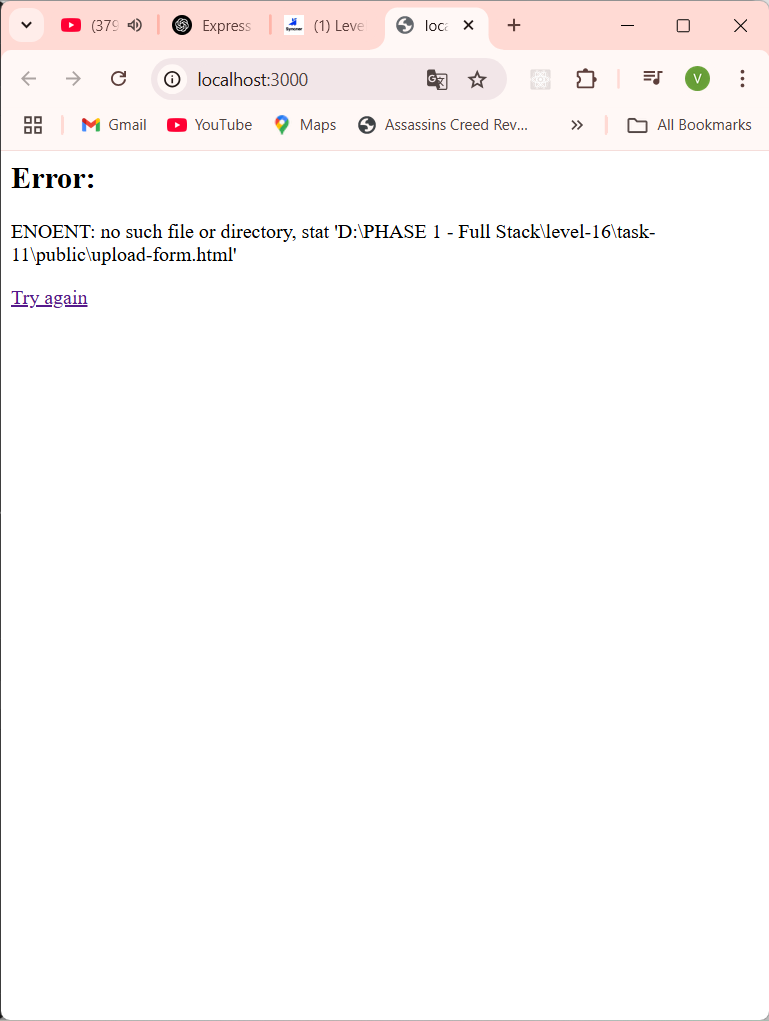 (379
Express
(1) Leve
loca
localhost:3000
V
Gmail
YouTube
Maps
Assassins Creed Rev...
All Bookmarks
Error:
ENOENT: no such file or directory, stat 'D:\PHASE 1 - Full Stack\level-16\task-
11\public\upload-form.html'
Try again